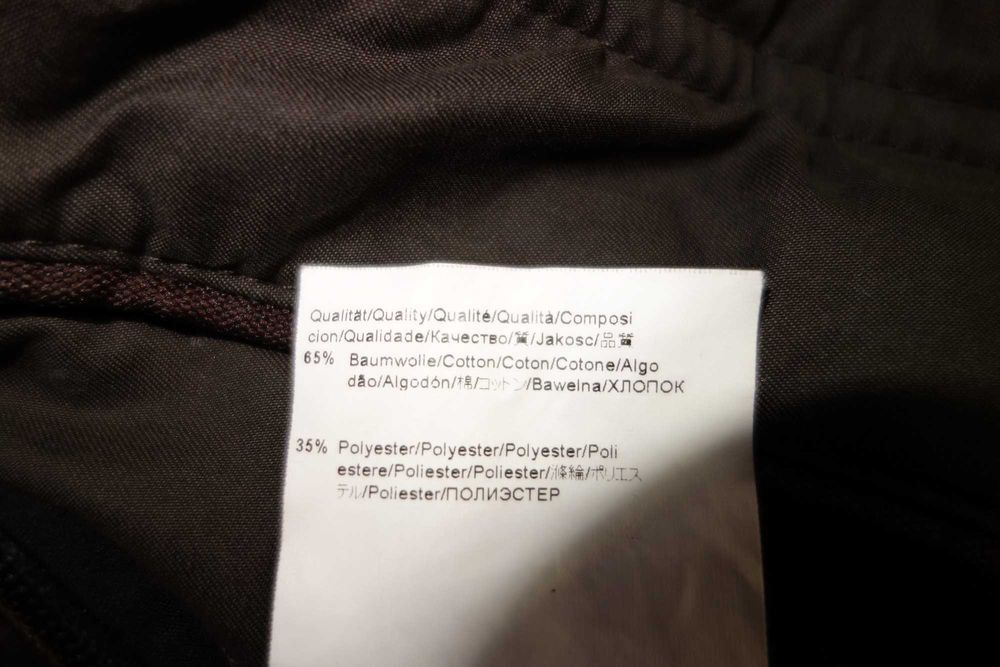 Qualität/Quality/Qualité/Qualità/Composi
cion/Qualidade/Качество/質/Jakosc/品質
65% Baumwolle/Cotton/Coton/Cotone/Algo
dão/Algodón/棉/コットン/Bawelna/ХЛОПОК
35% Polyester/Polyester/Polyester/Poli
estere/Poliester/Poliester/滌綸/ポリエス
テル/Poliester/ПОЛИЭСТЕР